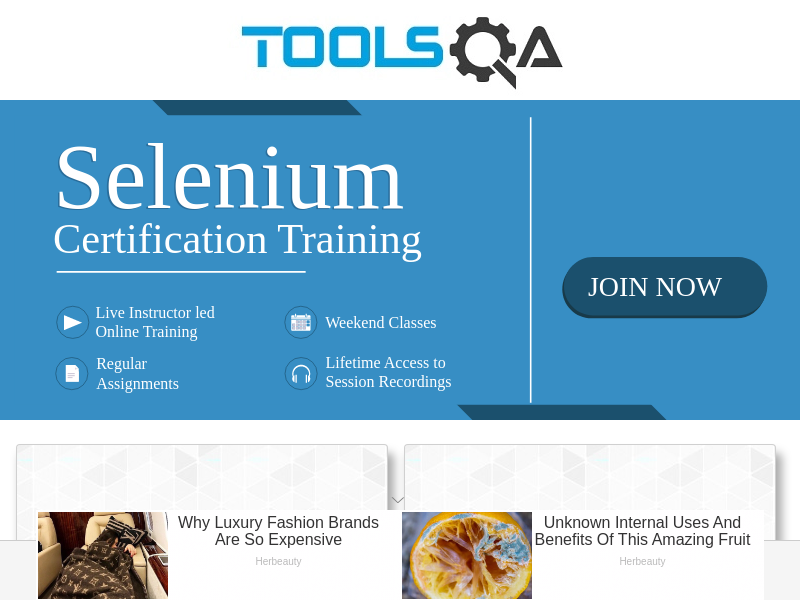 TOOLSQA
Selenium
Certification Training
JOIN NOW
Live Instructor led
Online Training
Weekend Classes
Regular
Assignments
Lifetime Access to
Session Recordings
Why Luxury Fashion Brands
Are So Expensive
Herbeauty
Unknown Internal Uses And
Benefits Of This Amazing Fruit
Herbeauty